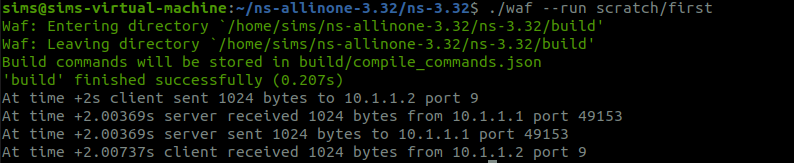 sims@sims-virtual-machine:~/ns-allinone-3.32/ns-3.32$ ./waf --run scratch/first
Waf: Entering directory `/home/sims/ns-allinone-3.32/ns-3.32/build'
Waf: Leaving directory `/home/sims/ns-allinone-3.32/ns-3.32/build'
Build commands will be stored in build/compile_commands.json
'build' finished successfully (0.207s)
At time +2s client sent 1024 bytes to 10.1.1.2 port 9
At time +2.00369s server received 1024 bytes from 10.1.1.1 port 49153
At time +2.00369s server sent 1024 bytes to 10.1.1.1 port 49153
At time +2.00737s client received 1024 bytes from 10.1.1.2 port 9